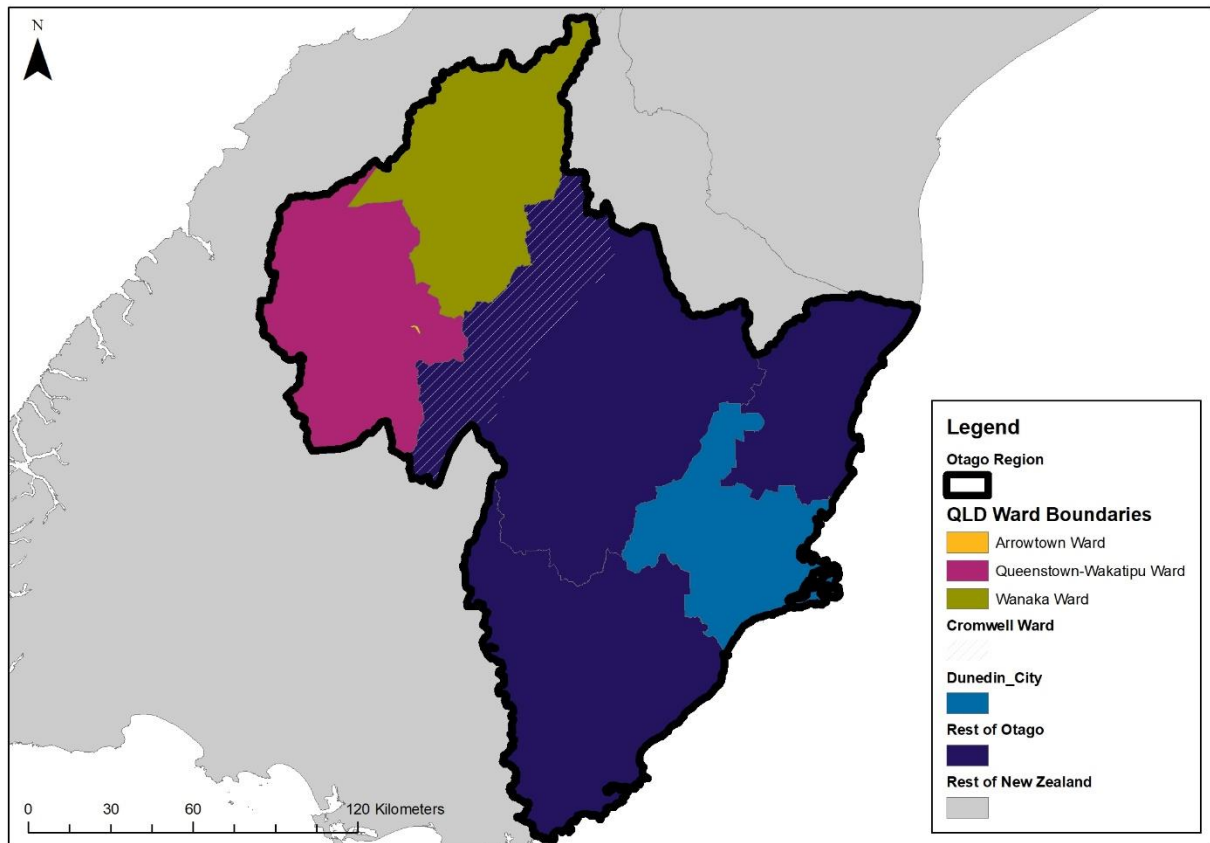 N
Legend
Otago Region
QLD Ward Boundaries
Arrowtown Ward
Queenstown-Wakatipu Ward
Wanaka Ward
Cromwell Ward
Dunedin_City
Rest of Otago
Rest of New Zealand
0 30 60 120 Kilometers